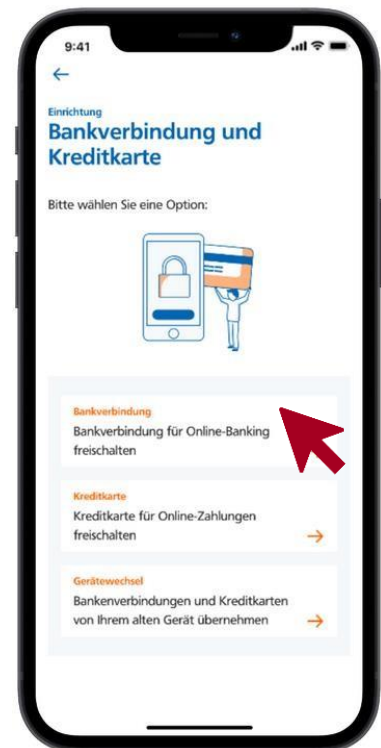 9:41
Einrichtung
Bankverbindung und
Kreditkarte
Bitte wählen Sie eine Option:
Bankverbindung
Bankverbindung für Online-Banking
freischalten
Kreditkarte
Kreditkarte für Online-Zahlungen
freischalten
Gerätewechsel
Bankenverbindungen und Kreditkarten
von Ihrem alten Gerät übernehmen